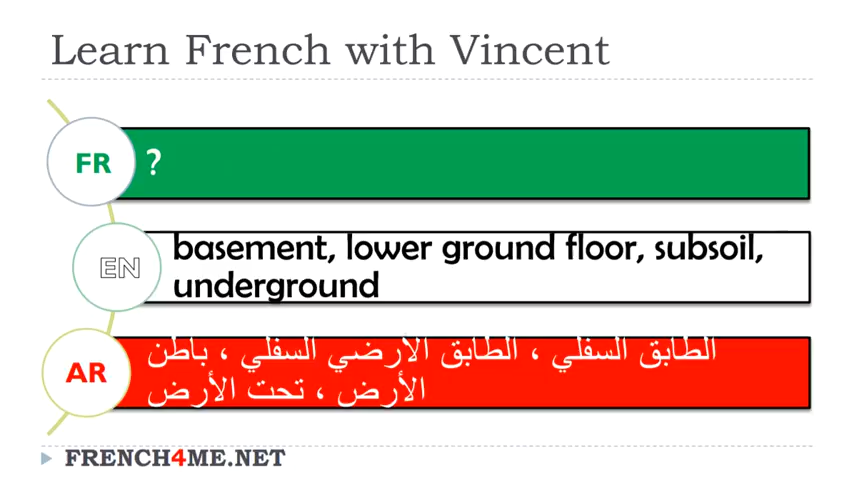 Learn French with Vincent
FR
?
EN
basement, lower ground floor, subsoil,
underground
AR
الطابق السفلي ، الطابق الأرضي السفلي ، باطن
الأرض ، تحت الأرض
FRENCH4ME.NET